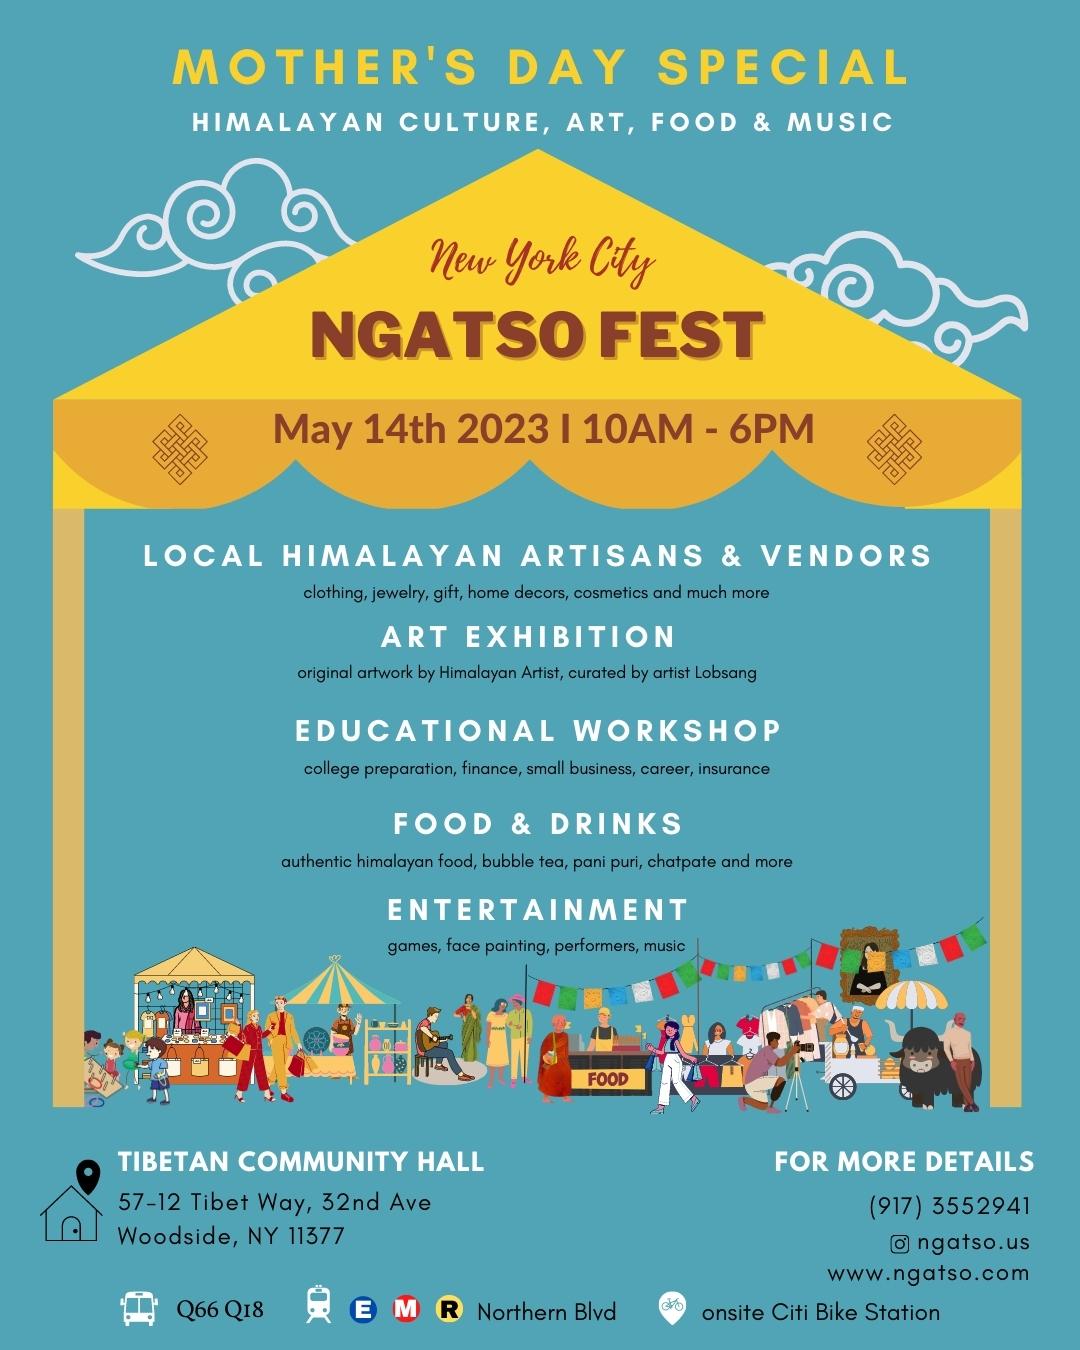 MOTHER'S DAY SPECIAL
HIMALAYAN CULTURE, ART, FOOD & MUSIC
New York City
NGATSO FEST
May 14th 2023 I 10AM - 6PM
LOCAL HIMALAYAN ARTISANS & VENDORS
clothing, jewelry, gift, home decors, cosmetics and much more
ART EXHIBITION
original artwork by Himalayan Artist, curated by artist Lobsang
EDUCATIONAL WORKSHOP
college preparation, finance, small business, career, insurance
FOOD & DRINKS
authentic himalayan food, bubble tea, pani puri, chatpate and more
ENTERTAINMENT
games, face painting, performers, music
FOOD
TIBETAN COMMUNITY HALL
57-12 Tibet Way, 32nd Ave
Woodside, NY 11377
FOR MORE DETAILS
(917) 3552941
ngatso.us
www.ngatso.com
Q66 Q18
E M R Northern Blvd
onsite Citi Bike Station